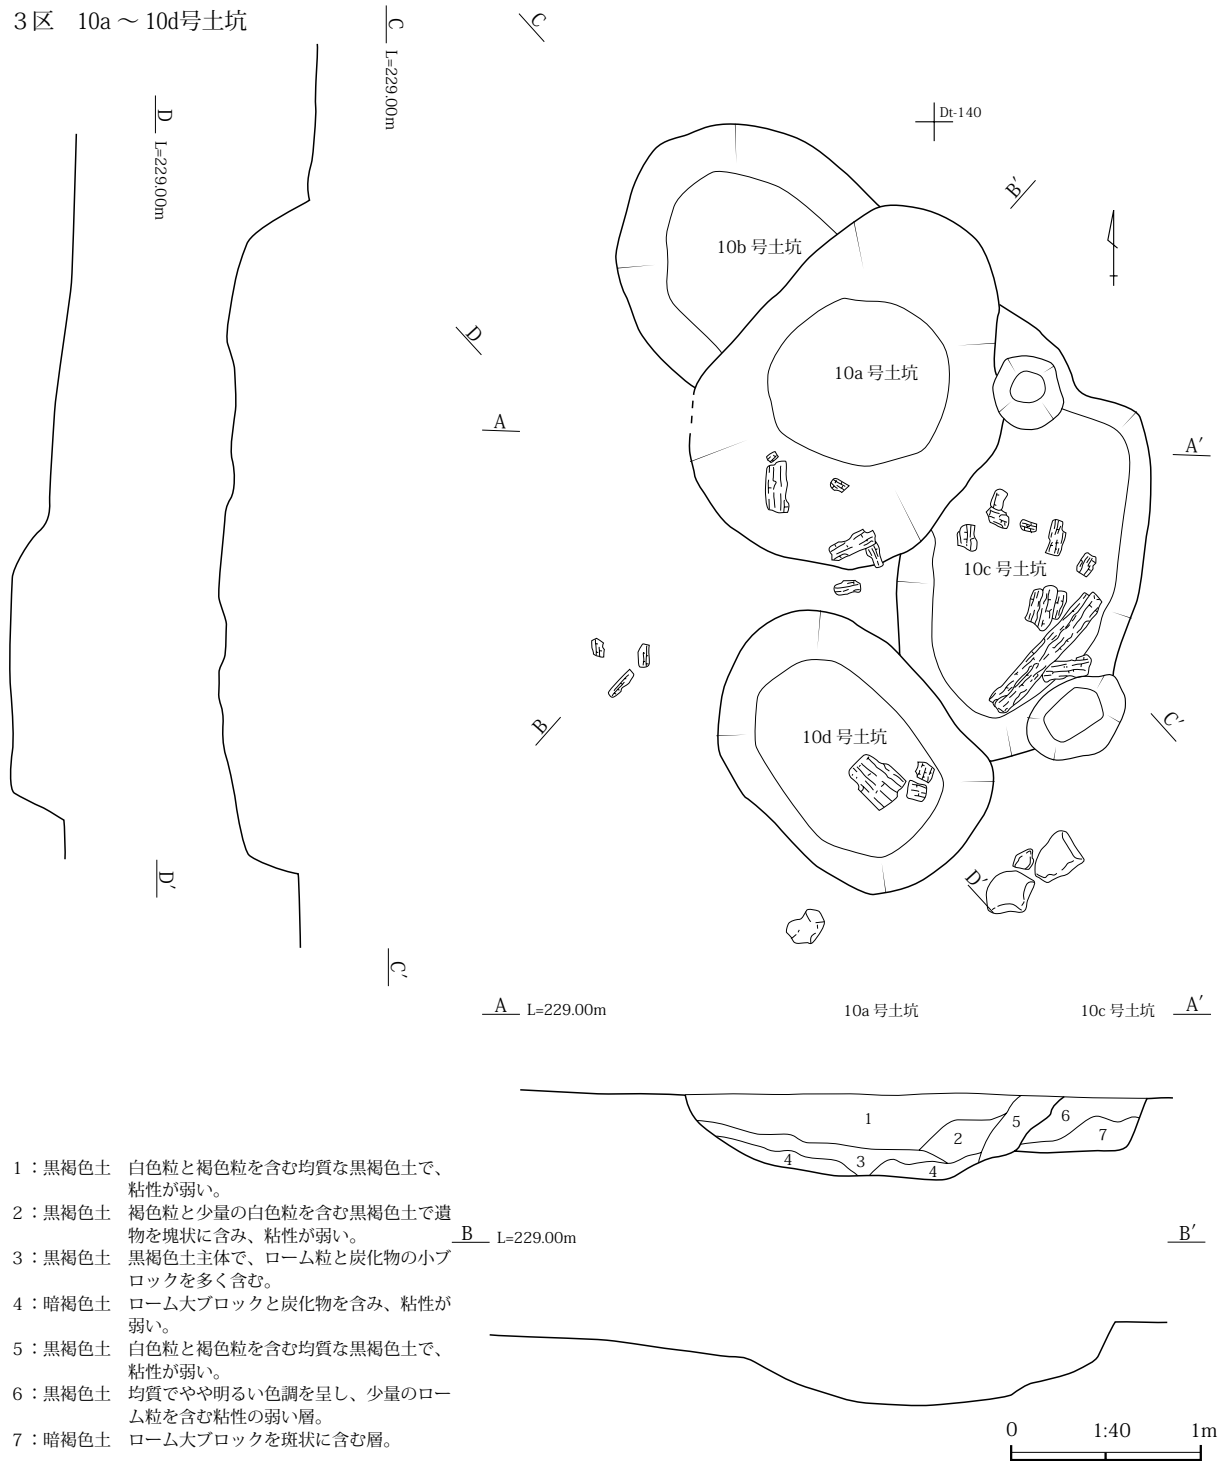 ３区　10a ～ 10d号土坑
C
L=229.00m
C
D
L=229.00m
Dt-140
B′
10b 号土坑
D
10a 号土坑
A
A′
10c 号土坑
B
C′
10d 号土坑
D′
D′
C′
A
L=229.00m
10a 号土坑
10c 号土坑
A′
1
2
5
6
7
4
3
4
1：黒褐色土　白色粒と褐色粒を含む均質な黒褐色土で、
粘性が弱い。
2：黒褐色土　褐色粒と少量の白色粒を含む黒褐色土で遺
物を塊状に含み、粘性が弱い。
3：黒褐色土　黒褐色土主体で、ローム粒と炭化物の小ブ
ロックを多く含む。
4：暗褐色土　ローム大ブロックと炭化物を含み、粘性が
弱い。
5：黒褐色土　白色粒と褐色粒を含む均質な黒褐色土で、
粘性が弱い。
6：黒褐色土　均質でやや明るい色調を呈し、少量のロー
ム粒を含む粘性の弱い層。
7：暗褐色土　ローム大ブロックを斑状に含む層。
B
L=229.00m
B′
0
1:40
1m